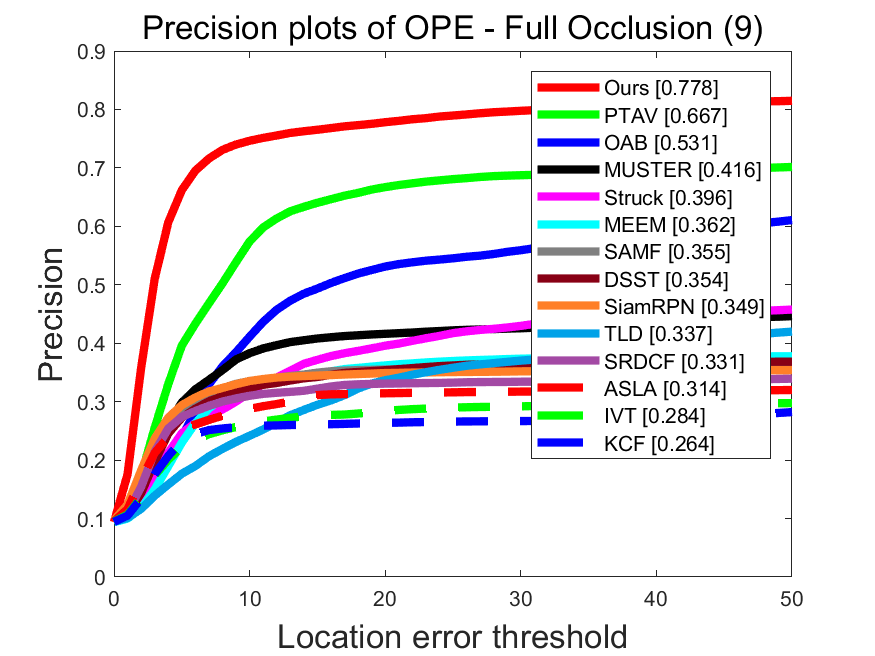 Precision plots of OPE - Full Occlusion (9)
0.9
0.8
0.7
0.6
0.5
0.4
0.3
0.2
0.1
0
Precision
Ours [0.778]
PTAV [0.667]
OAB [0.531]
MUSTER [0.416]
Struck [0.396]
MEEM [0.362]
SAMF [0.355]
DSST [0.354]
SiamRPN [0.349]
TLD [0.337]
SRDCF [0.331]
ASLA [0.314]
IVT [0.284]
KCF [0.264]
0 10 20 30 40 50
Location error threshold